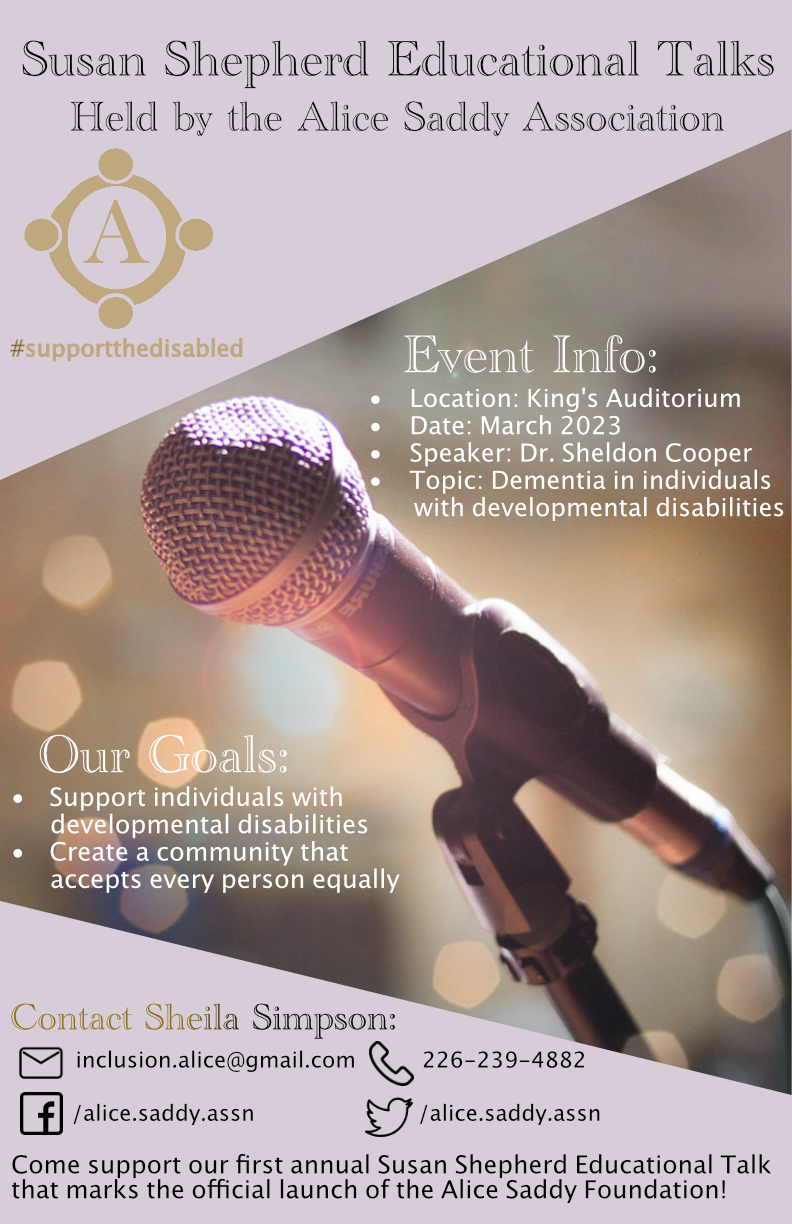 Susan Shepherd Educational Talks
Held by the Alice Saddy Association
A
#supportthedisabled
Event Info:
• Location: King's Auditorium
• Date: March 2023
• Speaker: Dr. Sheldon Cooper
• Topic: Dementia in individuals
with developmental disabilities
SHURE
Our Goals:
• Support individuals with
developmental disabilities
• Create a community that
accepts every person equally
Contact Sheila Simpson:
inclusion.alice@gmail.com
226-239-4882
/alice.saddy.assn
/alice.saddy.assn
Come support our first annual Susan Shepherd Educational Talk
that marks the official launch of the Alice Saddy Foundation!